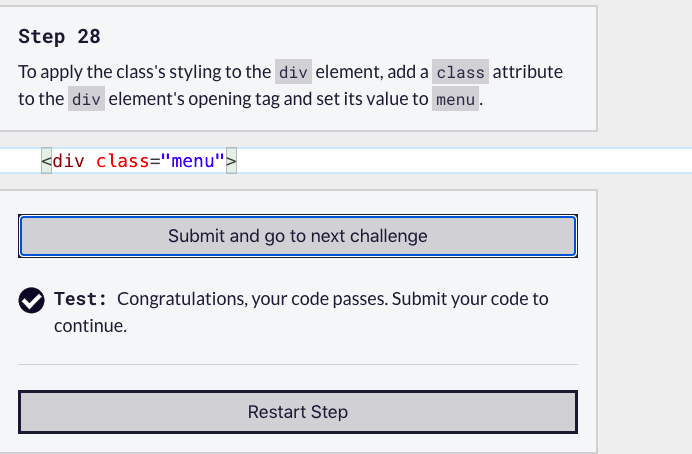 Step 28
To apply the class's styling to the div element, add a class attribute
to the div element's opening tag and set its value to menu.
<div class="menu">
Submit and go to next challenge
Test: Congratulations, your code passes. Submit your code to
continue.
Restart Step